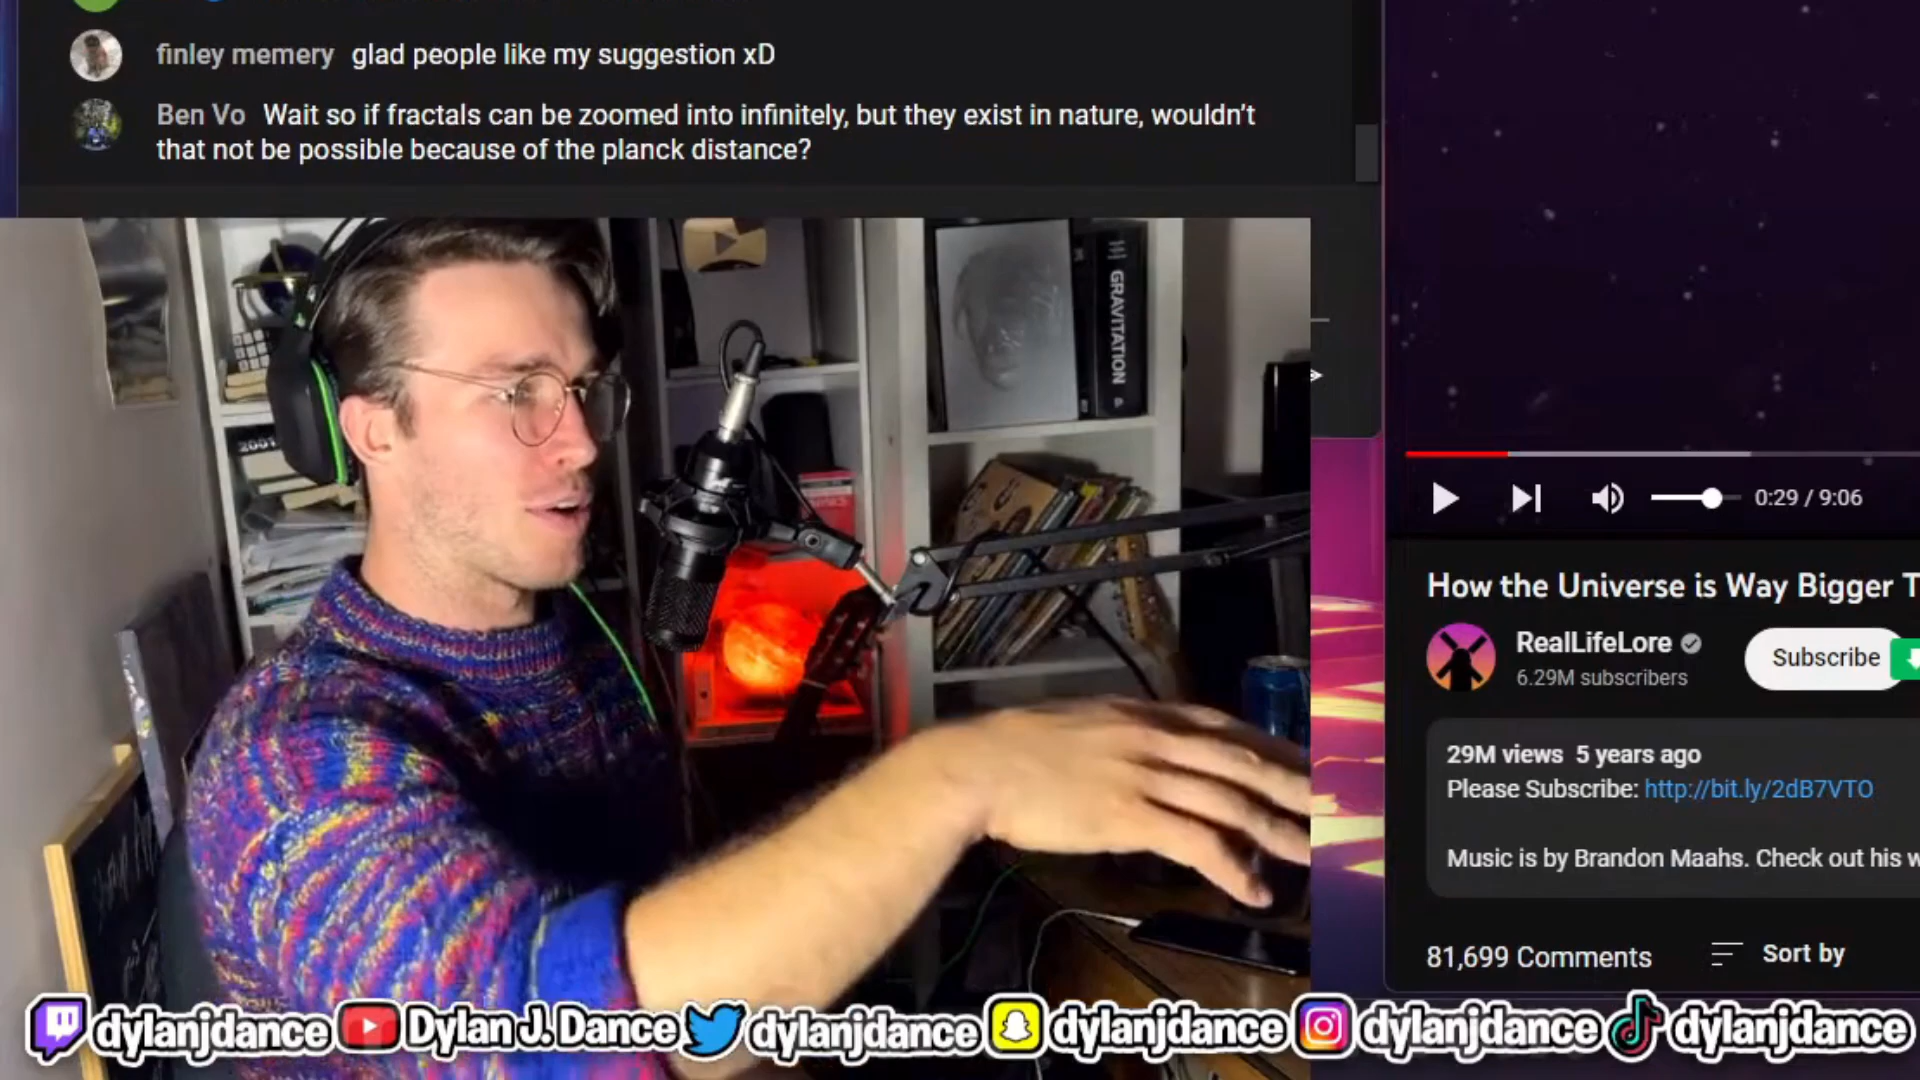 finley memery glad people like my suggestion xD
Ben Vo Wait so if fractals can be zoomed into infinitely, but they exist in nature, wouldn't
that not be possible because of the planck distance?
GRAVITATION
2001
0:29 / 9:06
How the Universe is Way Bigger T
RealLifeLore
6.29M subscribers
Subscribe
29M views 5 years ago
Please Subscribe: http://bit.ly/2dB7VTO
Music is by Brandon Maahs. Check out his w
81,699 Comments
Sort by
dylanjdance Dylan J. Dance dylanjdance dylanjdance dylanjdance dylanjdance